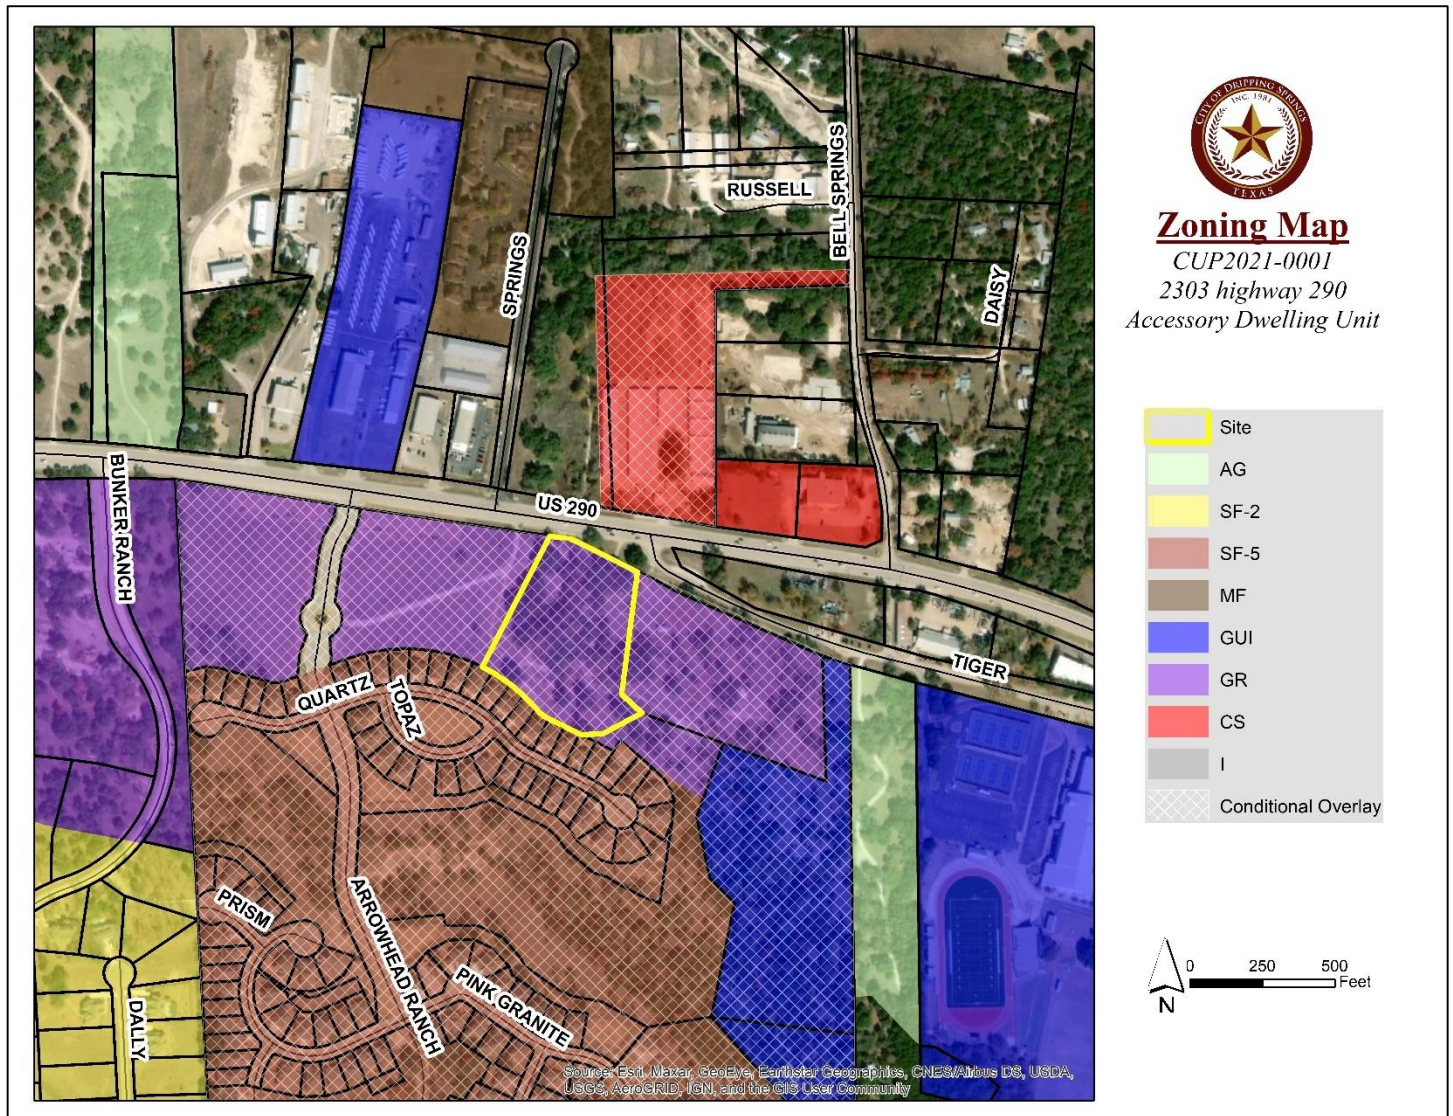 CITY OF DRIPPING SPRINGS
INC. 1981
TEXAS
Zoning Map
CUP2021-0001
2303 highway 290
Accessory Dwelling Unit
Site
AG
SF-2
SF-5
MF
GUI
GR
CS
I
Conditional Overlay
0 250 500
Feet
N
RUSSELL
BELL SPRINGS
SPRINGS
DAISY
BUNKER RANCH
US 290
TIGER
QUARTZ
TOPAZ
PRISM
ARROWHEAD RANCH
PINK GRANITE
DALLY
Source: Esri, Maxar, GeoEye, Earthstar Geographics, CNES/Airbus DS, USDA,
USGS, AeroGRID, IGN, and the GIS User Community